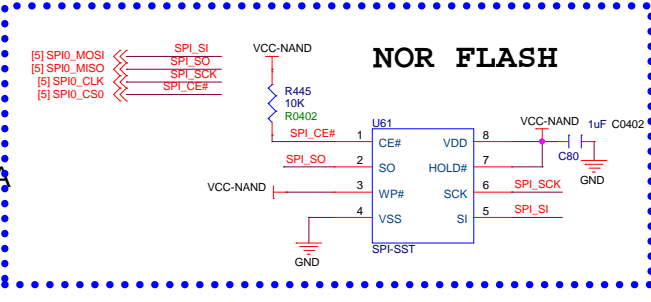 NOR FLASH
[5] SPI0_MOSI SPI_SI
[5] SPI0_MISO SPI_SO
[5] SPI0_CLK SPI_SCK
[5] SPI0_CS0 SPI_CE#
VCC-NAND
R445
10K
R0402
U61
VCC-NAND 1uF C0402
SPI_CE# 1 CE# VDD 8
C80
SPI_SO 2 SO HOLD# 7
GND
VCC-NAND 3 WP# SCK 6 SPI_SCK
4 VSS SI 5 SPI_SI
SPI-SST
GND